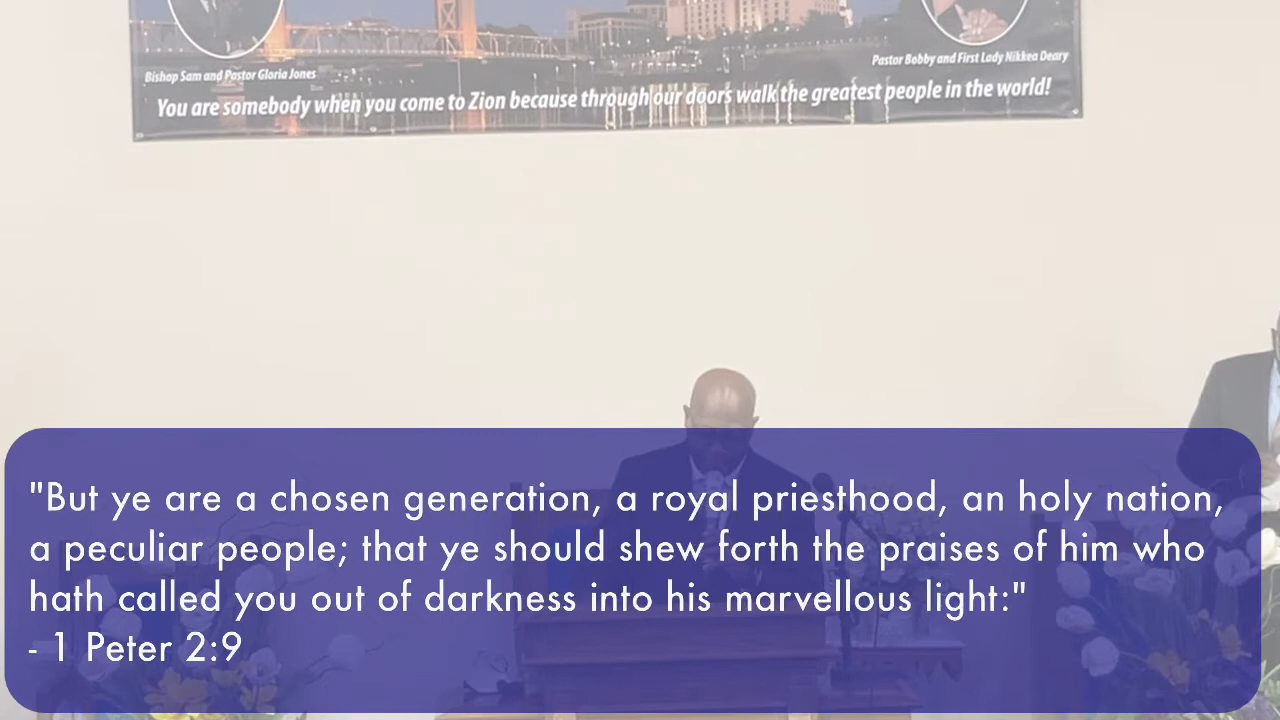 Bishop Sam and Pastor Gloria Jones
Pastor Bobby and First Lady Nikkea Deary
You are somebody when you come to Zion because through our doors walk the greatest people in the world!
"But ye are a chosen generation, a royal priesthood, an holy nation,
a peculiar people; that ye should shew forth the praises of him who
hath called you out of darkness into his marvellous light:"
- 1 Peter 2:9